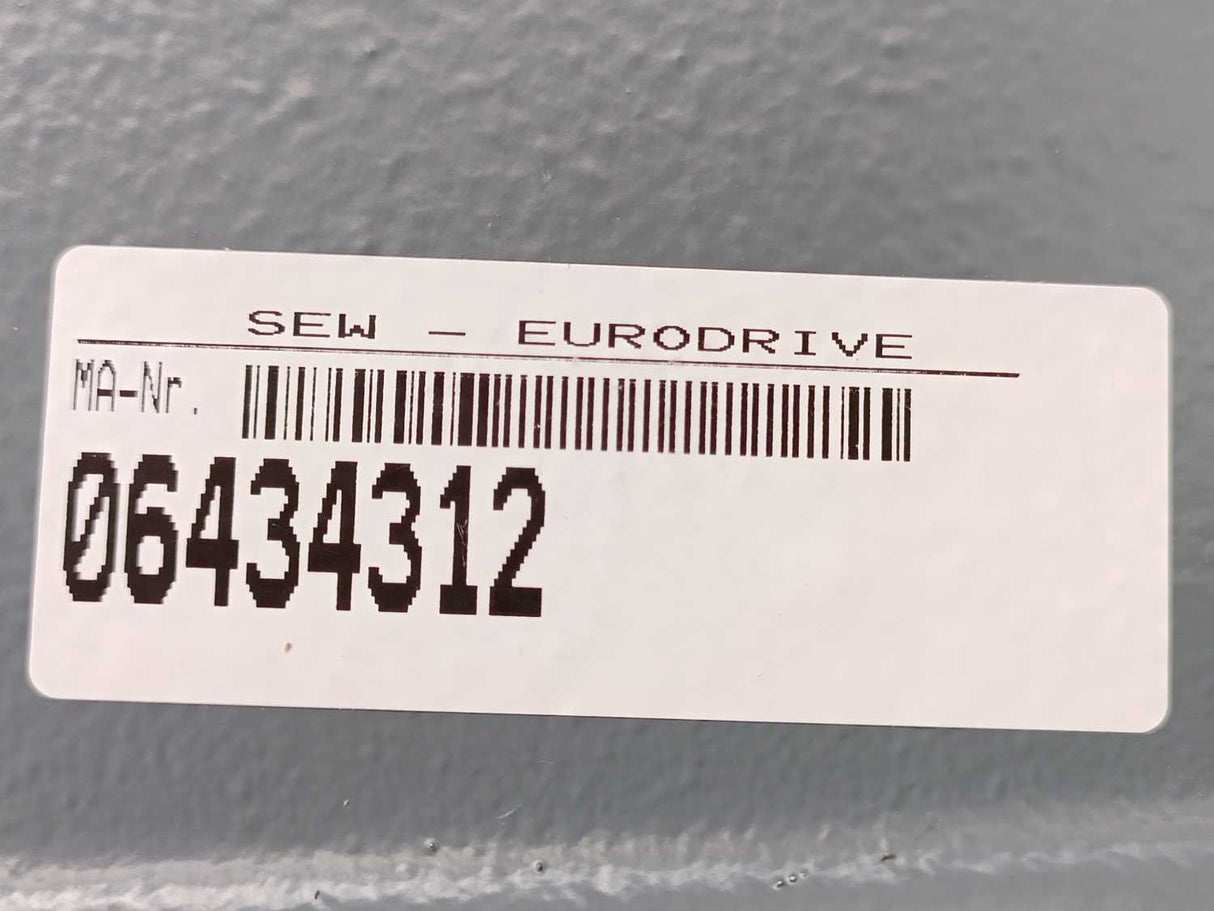 SEW - EURODRIVE
MA-Nr.
06434312